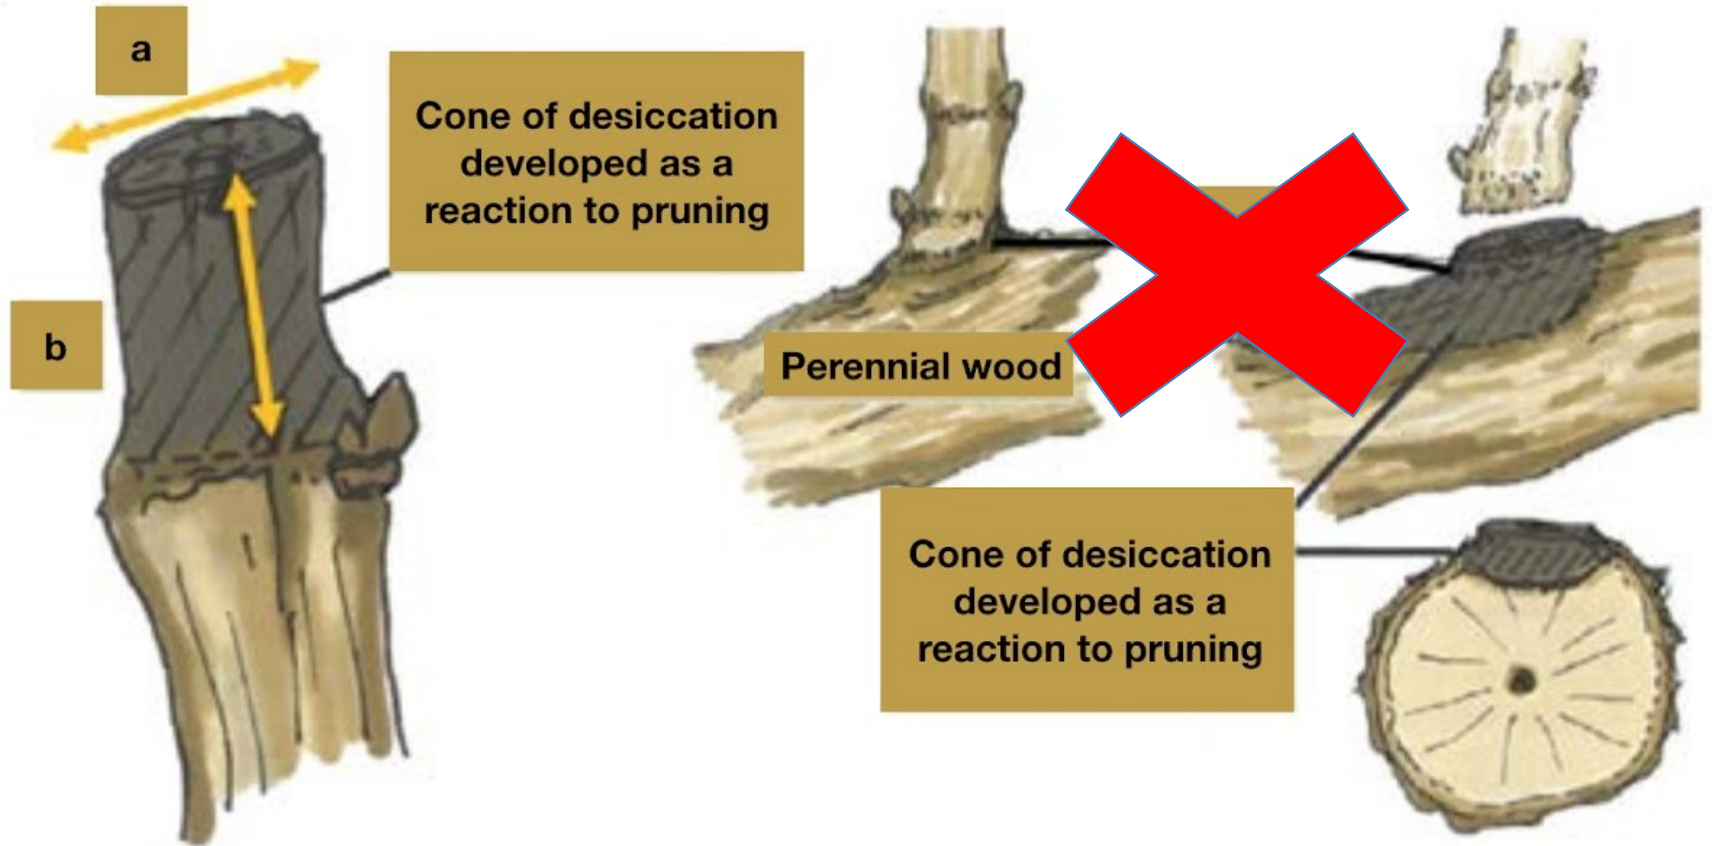 a
Cone of desiccation
developed as a
reaction to pruning
b
Perennial wood
Cone of desiccation
developed as a
reaction to pruning